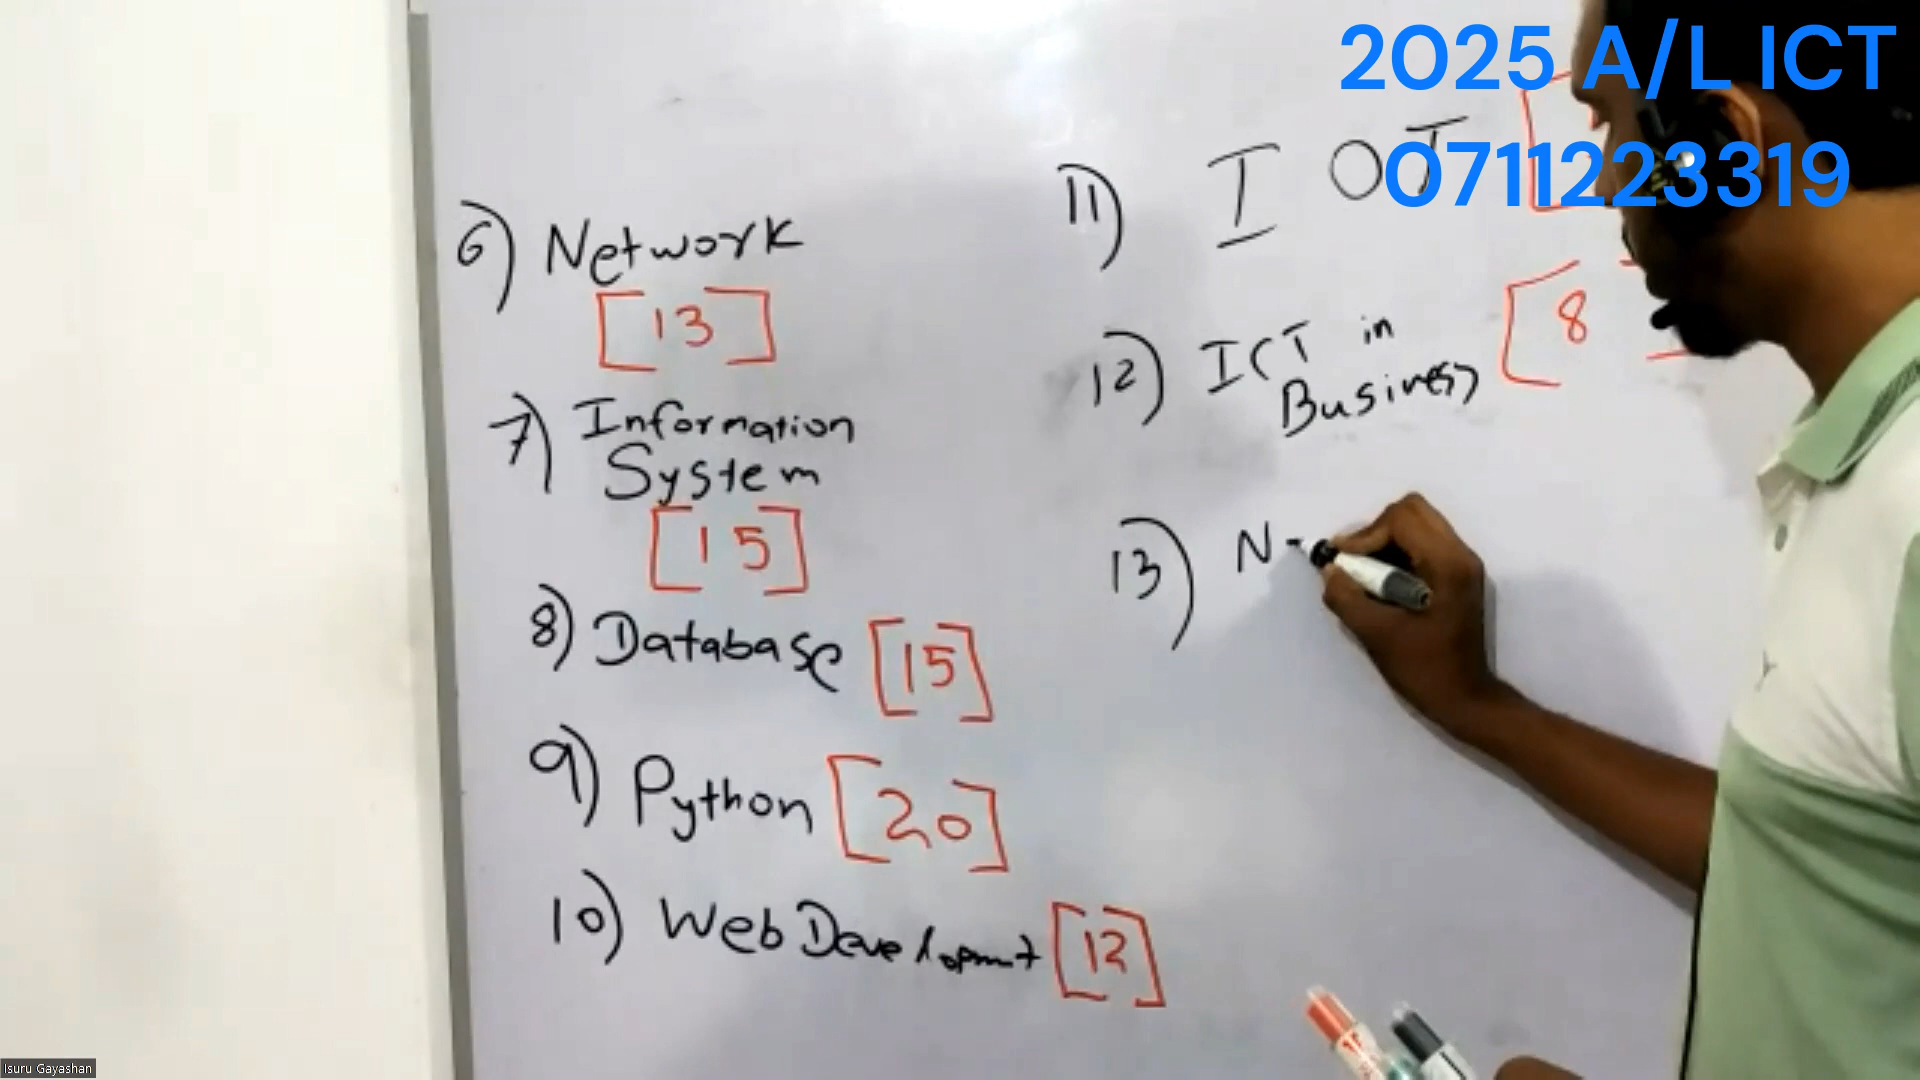 2025 A/L ICT
0711223319
6) Network
[13]
7) Information
System
[15]
8) Database [15]
9) Python [20]
10) Web Development [12]
11) IOT
12) ICT in
Business [8]
13) N
Isuru Gayashan